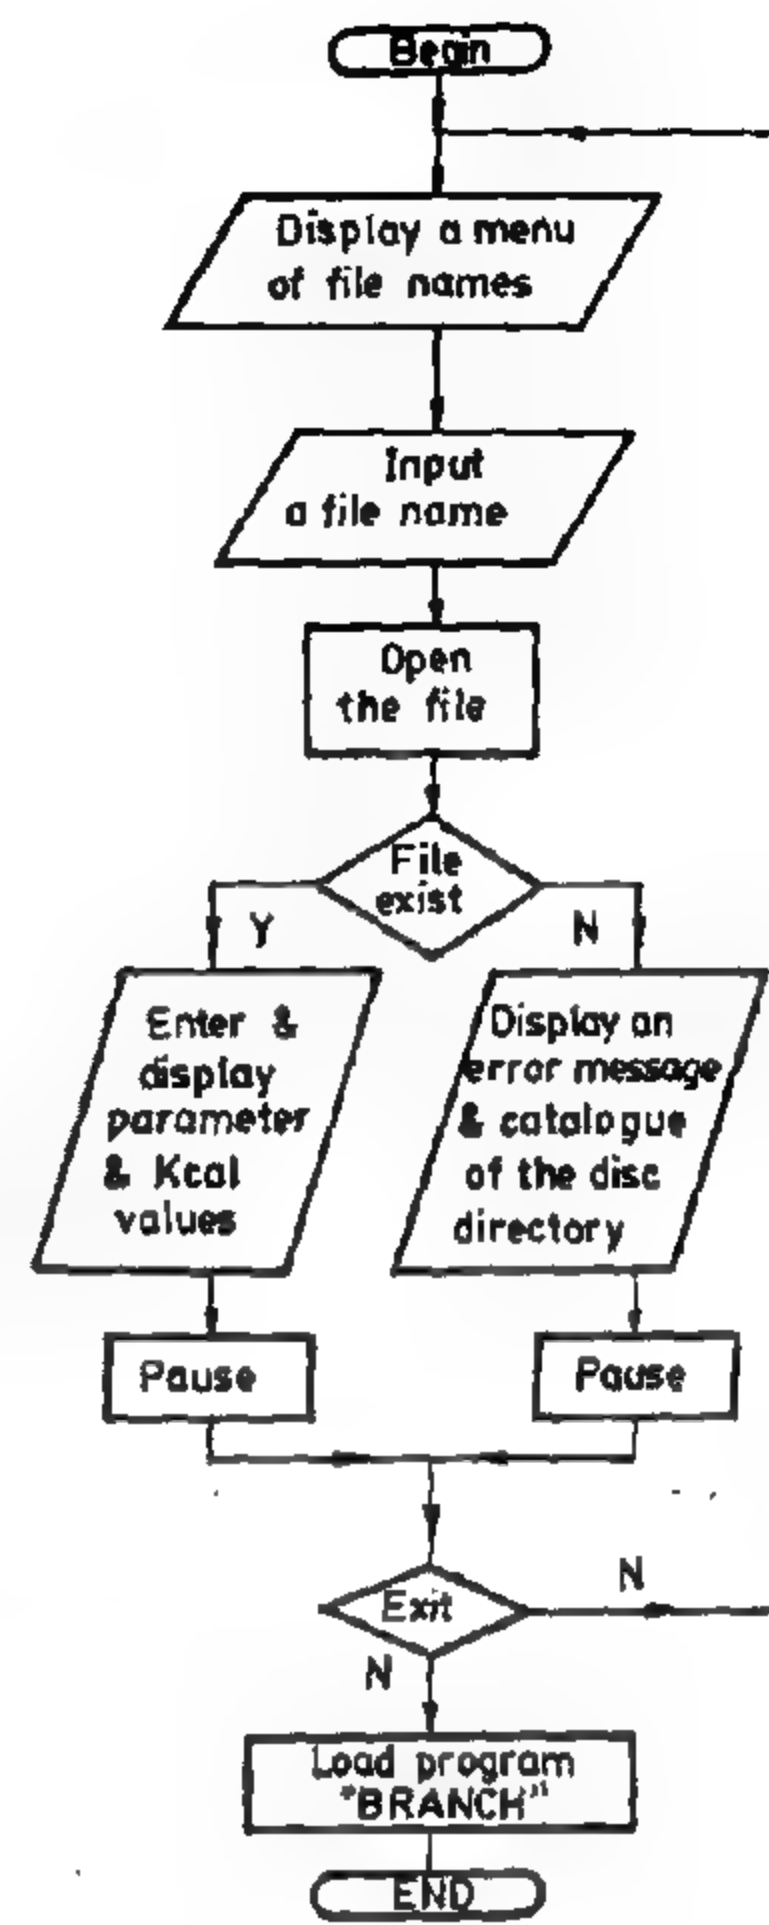 Begin
Display a menu
of file names
Input
a file name
Open
the file
File
exist
Y
N
Enter &
display
parameter
& Kcal
values
Display an
error message
& catalogue
of the disc
directory
Pause
Pause
Exit
N
N
Load program
"BRANCH"
END